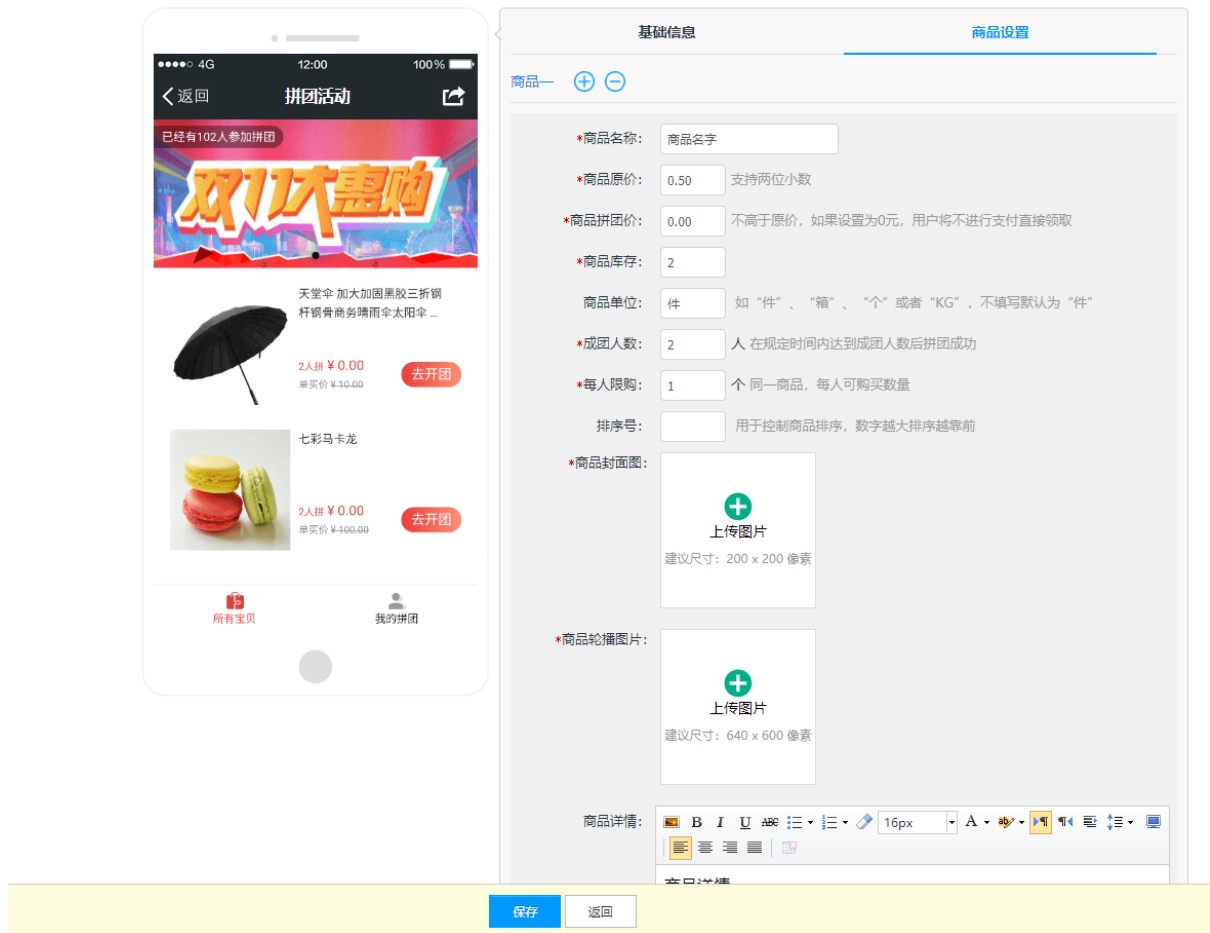 4G 12:00 100%
返回 拼团活动
已经有102人参加拼团
双11大惠购
天堂伞 加大加固黑胶三折钢
杆钢骨商务晴雨伞太阳伞 ...
2人拼 ¥ 0.00
单买价 ¥ 10.00
去开团
七彩马卡龙
2人拼 ¥ 0.00
单买价 ¥ 100.00
去开团
所有宝贝 我的拼团
基础信息 商品设置
商品一
*商品名称: 商品名字
*商品原价: 0.50 支持两位小数
*商品拼团价: 0.00 不高于原价，如果设置为0元，用户将不进行支付直接领取
*商品库存: 2
商品单位: 件 如“件”、“箱”、“个”或者“KG”，不填写默认为“件”
*成团人数: 2 人 在规定时间内达到成团人数后拼团成功
*每人限购: 1 个 同一商品，每人可购买数量
排序号: 用于控制商品排序，数字越大排序越靠前
*商品封面图:
上传图片
建议尺寸：200 x 200 像素
*商品轮播图片:
上传图片
建议尺寸：640 x 600 像素
商品详情: B I U ABC 16px A ab
商品详情
保存 返回